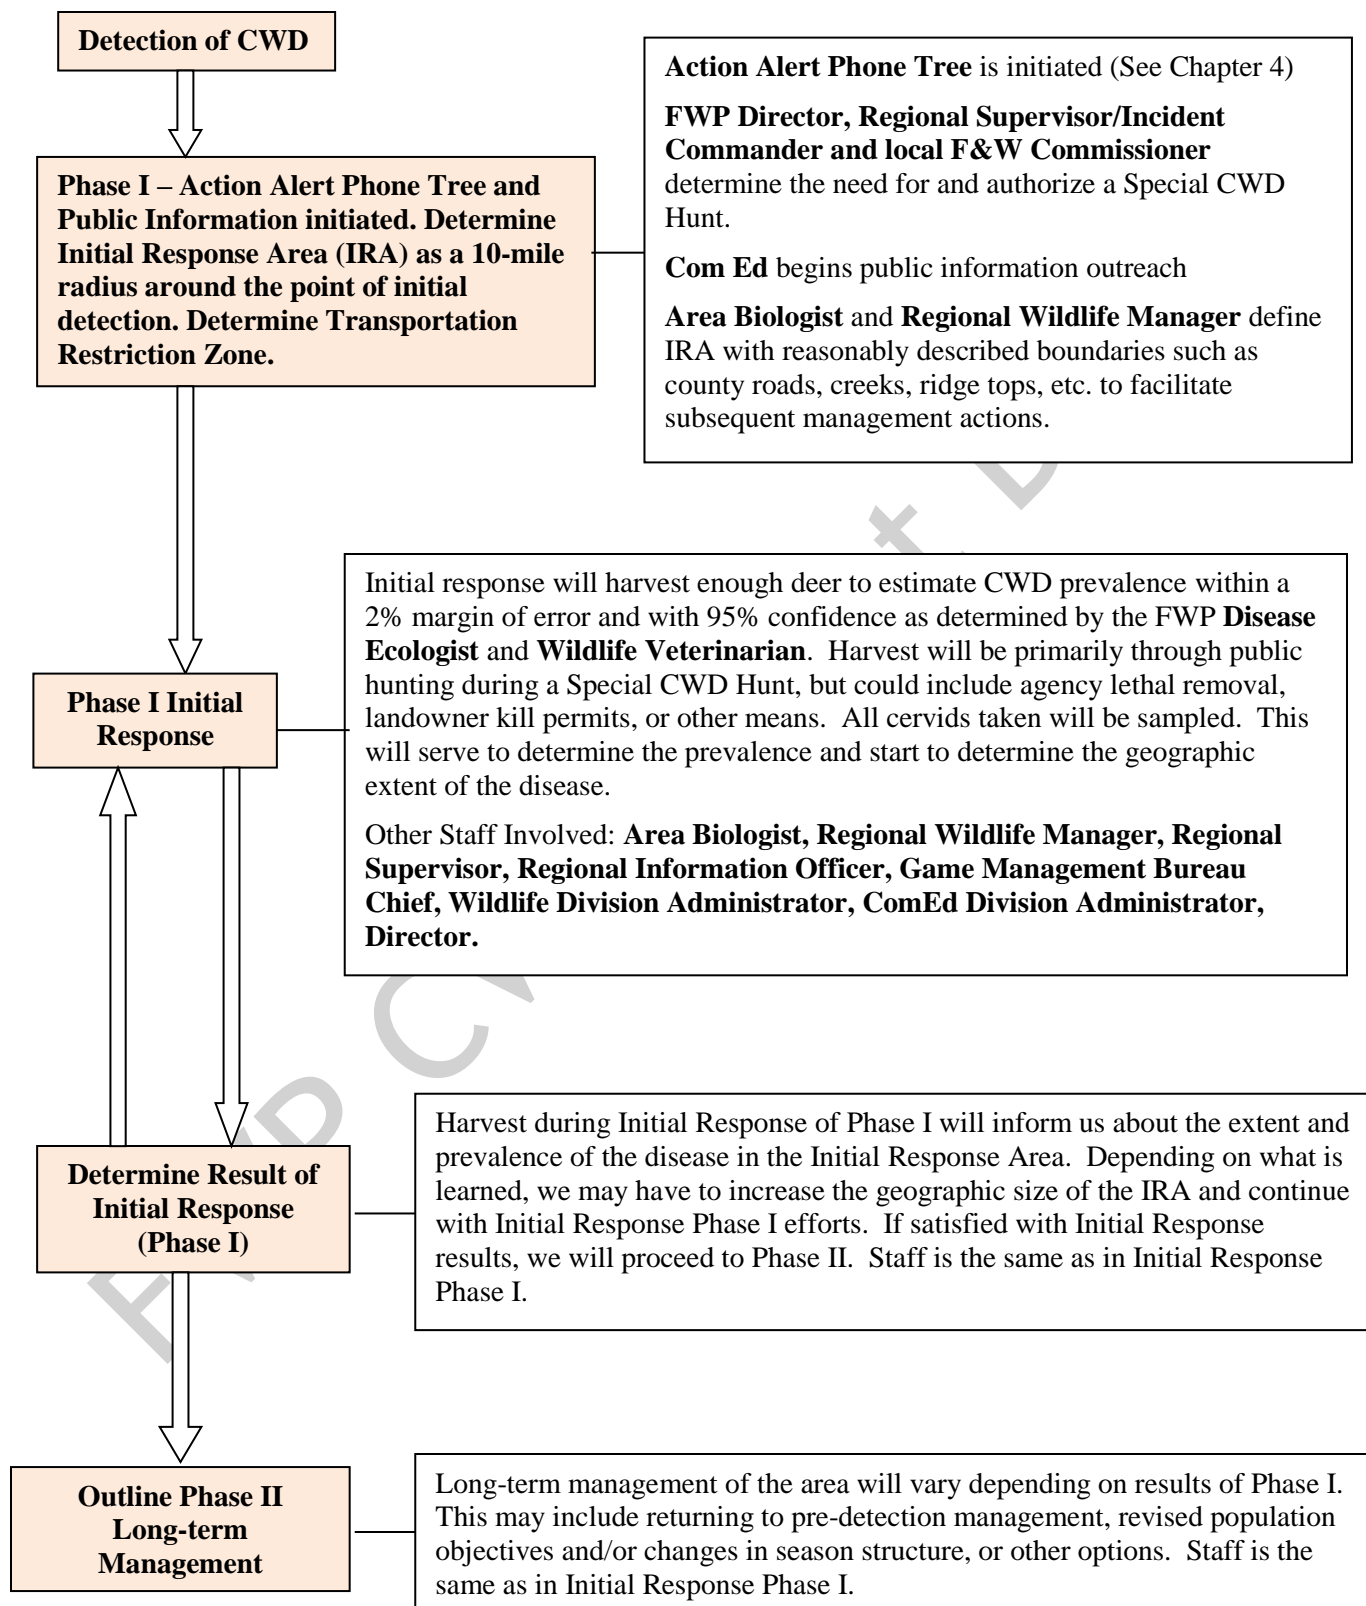 Detection of CWD
Action Alert Phone Tree is initiated (See Chapter 4)
FWP Director, Regional Supervisor/Incident
Commander and local F&W Commissioner
determine the need for and authorize a Special CWD
Hunt.
Com Ed begins public information outreach
Area Biologist and Regional Wildlife Manager define
IRA with reasonably described boundaries such as
county roads, creeks, ridge tops, etc. to facilitate
subsequent management actions.
Phase I – Action Alert Phone Tree and
Public Information initiated. Determine
Initial Response Area (IRA) as a 10-mile
radius around the point of initial
detection. Determine Transportation
Restriction Zone.
Initial response will harvest enough deer to estimate CWD prevalence within a
2% margin of error and with 95% confidence as determined by the FWP Disease
Ecologist and Wildlife Veterinarian. Harvest will be primarily through public
hunting during a Special CWD Hunt, but could include agency lethal removal,
landowner kill permits, or other means. All cervids taken will be sampled. This
will serve to determine the prevalence and start to determine the geographic
extent of the disease.
Other Staff Involved: Area Biologist, Regional Wildlife Manager, Regional
Supervisor, Regional Information Officer, Game Management Bureau
Chief, Wildlife Division Administrator, ComEd Division Administrator,
Director.
Phase I Initial
Response
Harvest during Initial Response of Phase I will inform us about the extent and
prevalence of the disease in the Initial Response Area. Depending on what is
learned, we may have to increase the geographic size of the IRA and continue
with Initial Response Phase I efforts. If satisfied with Initial Response
results, we will proceed to Phase II. Staff is the same as in Initial Response
Phase I.
Determine Result of
Initial Response
(Phase I)
Outline Phase II
Long-term
Management
Long-term management of the area will vary depending on results of Phase I.
This may include returning to pre-detection management, revised population
objectives and/or changes in season structure, or other options. Staff is the
same as in Initial Response Phase I.